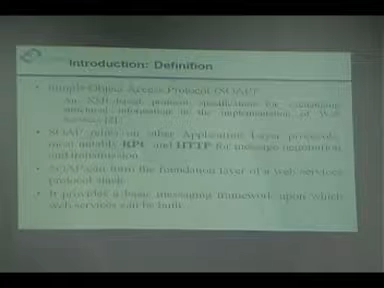 Introduction: Definition
• Simple Object Access Protocol (SOAP)
An XML-based protocol specification for exchanging
structured information in the implementation of Web
Services
• SOAP relies on other Application Layer protocols,
most notably RPC and HTTP for message negotiation
and transmission
• SOAP can form the foundation layer of a web services
protocol stack
• It provides a basic messaging framework upon which
web services can be built.